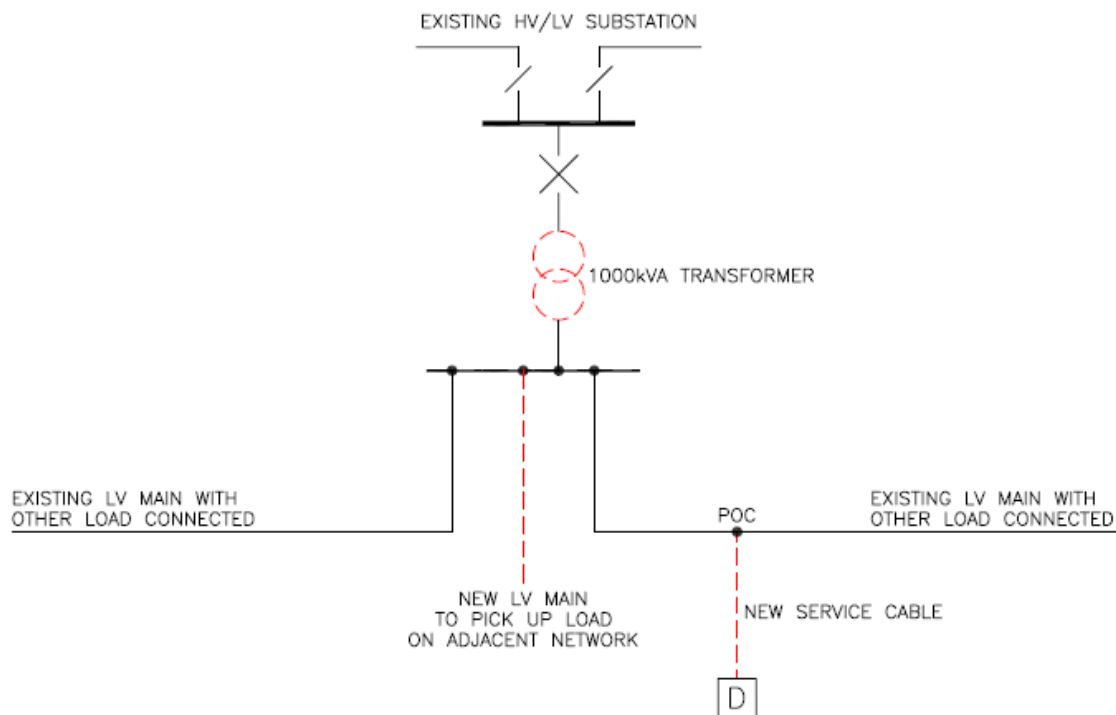 EXISTING HV/LV SUBSTATION
1000kVA TRANSFORMER
EXISTING LV MAIN WITH
OTHER LOAD CONNECTED
POC
EXISTING LV MAIN WITH
OTHER LOAD CONNECTED
NEW LV MAIN
TO PICK UP LOAD
ON ADJACENT NETWORK
NEW SERVICE CABLE
D